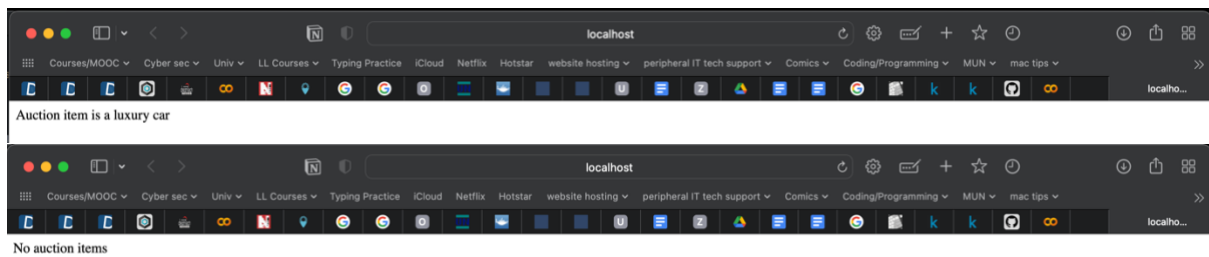 localhost
Courses/MOOC Cyber sec Univ LL Courses Typing Practice iCloud Netflix Hotstar website hosting peripheral IT tech support Comics Coding/Programming MUN mac tips
O U Z k k localho...
Auction item is a luxury car
localhost
Courses/MOOC Cyber sec Univ LL Courses Typing Practice iCloud Netflix Hotstar website hosting peripheral IT tech support Comics Coding/Programming MUN mac tips
O U Z k k localho...
No auction items